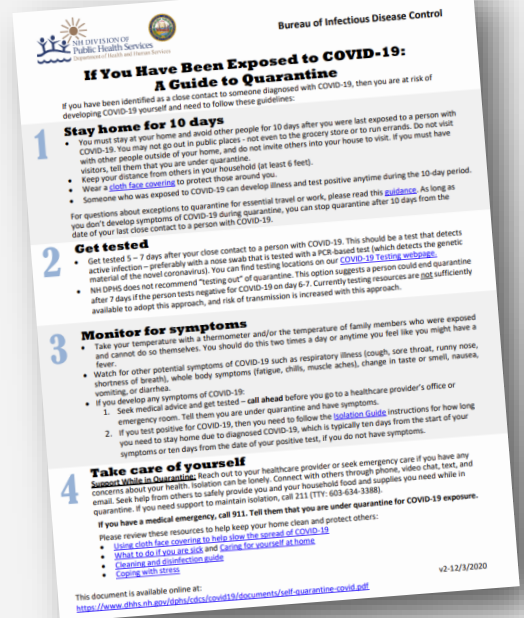 NH DIVISION OF
Public Health Services
Department of Health and Human Services
Bureau of Infectious Disease Control
If You Have Been Exposed to COVID-19:
A Guide to Quarantine
If you have been identified as a close contact to someone diagnosed with COVID-19, then you are at risk of
developing COVID-19 yourself and need to follow these guidelines:
1
Stay home for 10 days
• You must stay at your home and avoid other people for 10 days after you were last exposed to a person with
COVID-19. You may not go out in public places - not even to the grocery store or to run errands. Do not visit
with other people outside of your home, and do not invite others into your house to visit. If you must have
visitors, tell them that you are under quarantine.
• Keep your distance from others in your household (at least 6 feet).
• Wear a cloth face covering to protect those around you.
• Someone who was exposed to COVID-19 can develop illness and test positive anytime during the 10-day period.
For questions about exceptions to quarantine for essential travel or work, please read this guidance. As long as
you don't develop symptoms of COVID-19 during quarantine, you can stop quarantine after 10 days from the
date of your last close contact to a person with COVID-19.
2
Get tested
• Get tested 5 – 7 days after your close contact to a person with COVID-19. This should be a test that detects
active infection – preferably with a nose swab that is tested with a PCR-based test (which detects the genetic
material of the novel coronavirus). You can find testing locations on our COVID-19 Testing webpage.
• NH DPHS does not recommend "testing out" of quarantine. This option suggests a person could end quarantine
after 7 days if the person tests negative for COVID-19 on day 6-7. Currently testing resources are not sufficiently
available to adopt this approach, and risk of transmission is increased with this approach.
3
Monitor for symptoms
• Take your temperature with a thermometer and/or the temperature of family members who were exposed
and cannot do so themselves. You should do this two times a day or anytime you feel like you might have a
fever.
• Watch for other potential symptoms of COVID-19 such as respiratory illness (cough, sore throat, runny nose,
shortness of breath), whole body symptoms (fatigue, chills, muscle aches), change in taste or smell, nausea,
vomiting, or diarrhea.
• If you develop any symptoms of COVID-19:
1. Seek medical advice and get tested – call ahead before you go to a healthcare provider's office or
emergency room. Tell them you are under quarantine and have symptoms.
2. If you test positive for COVID-19, then you need to follow the Isolation Guide instructions for how long
you need to stay home due to diagnosed COVID-19, which is typically ten days from the start of your
symptoms or ten days from the date of your positive test, if you do not have symptoms.
4
Take care of yourself
Support While in Quarantine: Reach out to your healthcare provider or seek emergency care if you have any
concerns about your health. Isolation can be lonely. Connect with others through phone, video chat, text, and
email. Seek help from others to safely provide you and your household food and supplies you need while in
quarantine. If you need support to maintain isolation, call 211 (TTY: 603-634-3388).
If you have a medical emergency, call 911. Tell them that you are under quarantine for COVID-19 exposure.
Please review these resources to help keep your home clean and protect others:
• Using cloth face covering to help slow the spread of COVID-19
• What to do if you are sick and Caring for yourself at home
• Cleaning and disinfection guide
• Coping with stress
v2-12/3/2020
This document is available online at:
https://www.dhhs.nh.gov/dphs/cdcs/covid19/documents/self-quarantine-covid.pdf